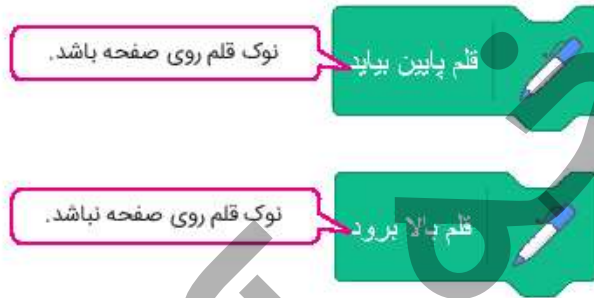 نوک قلم روی صفحه باشد.
قلم پایین بیاید
نوک قلم روی صفحه نباشد.
قلم بالا برود